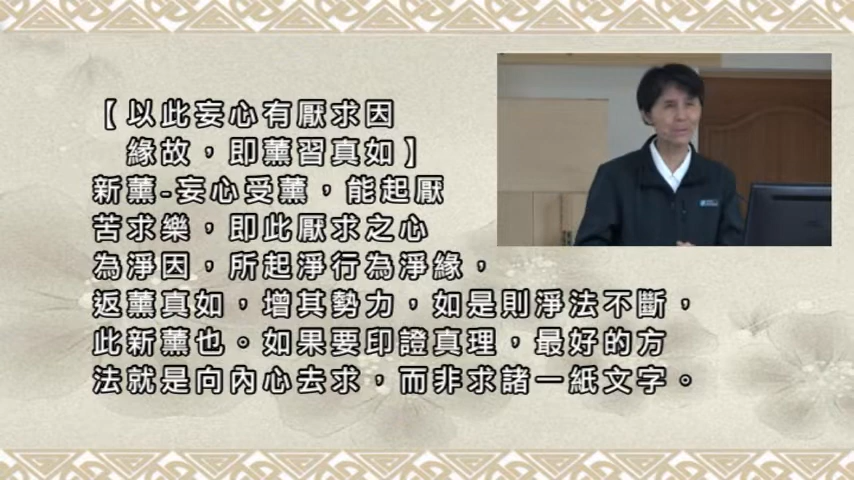 【以此妄心有厭求因
緣故，即薰習真如】
新薰-妄心受薰，能起厭
苦求樂，即此厭求之心
為淨因，所起淨行為淨緣，
返薰真如，增其勢力，如是則淨法不斷，
此新薰也。如果要印證真理，最好的方
法就是向內心去求，而非求諸一紙文字。